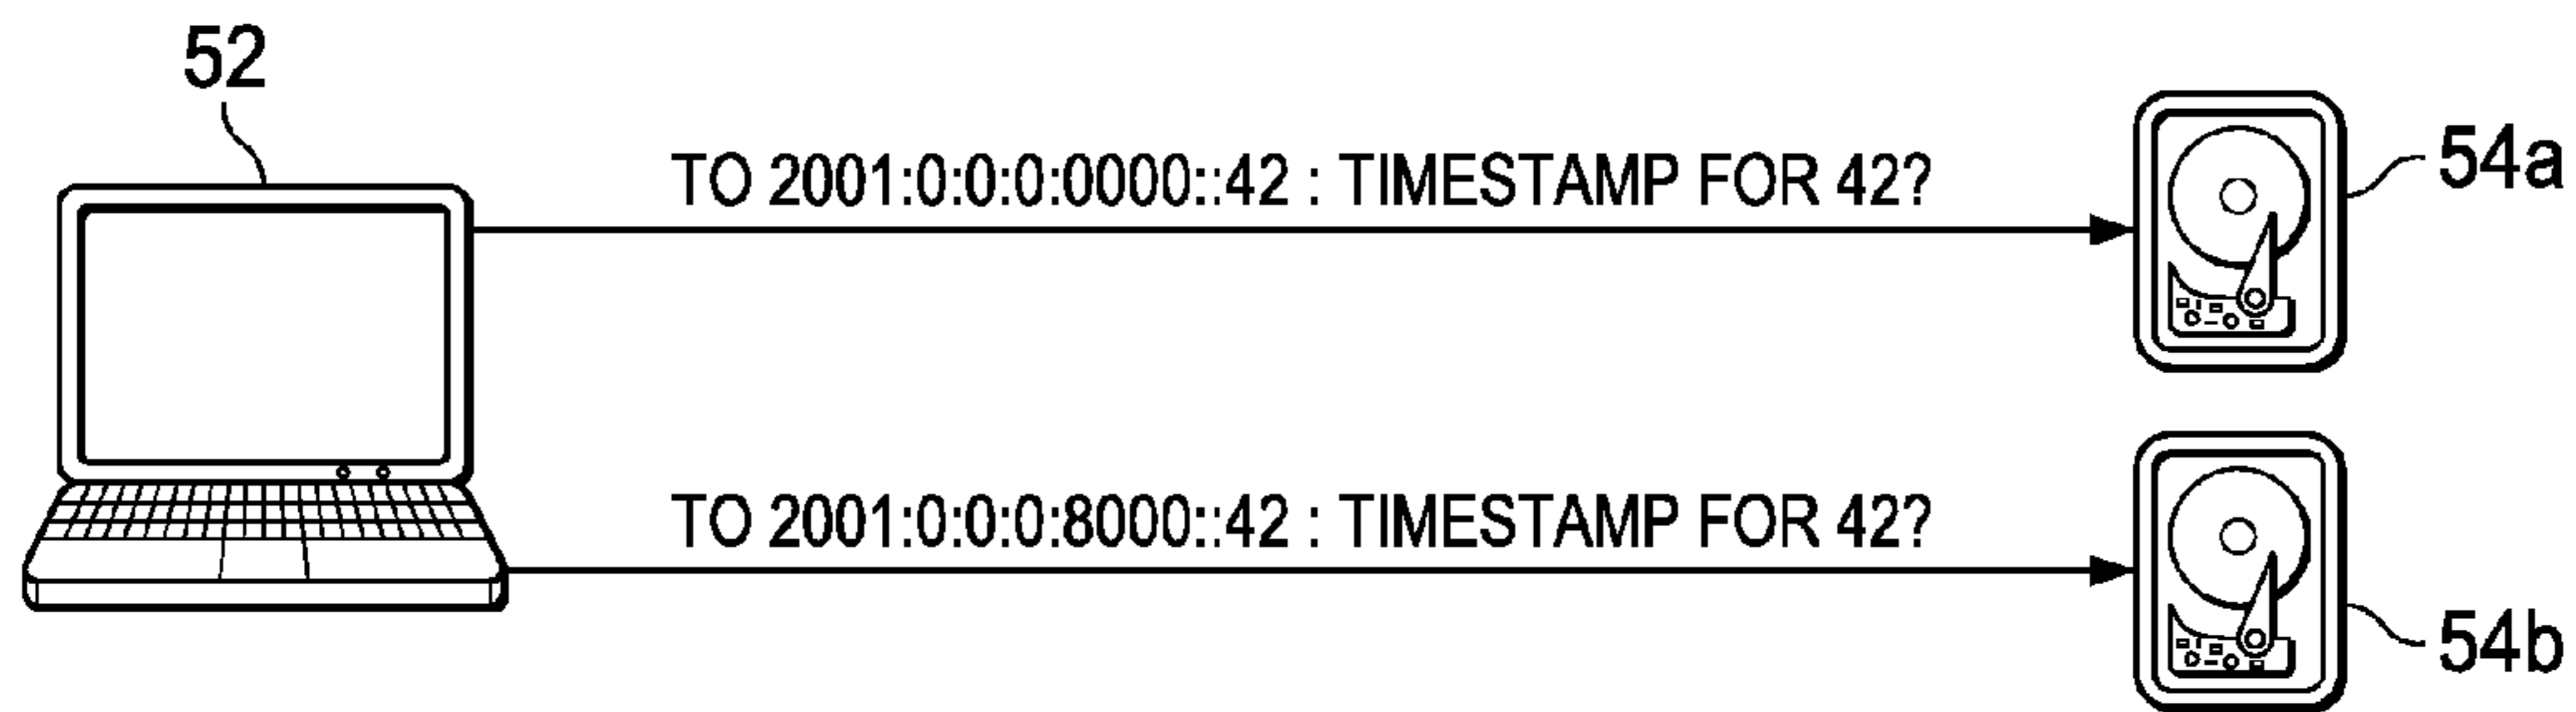 52
TO 2001:0:0:0:0000::42 : TIMESTAMP FOR 42?
54a
TO 2001:0:0:0:8000::42 : TIMESTAMP FOR 42?
54b